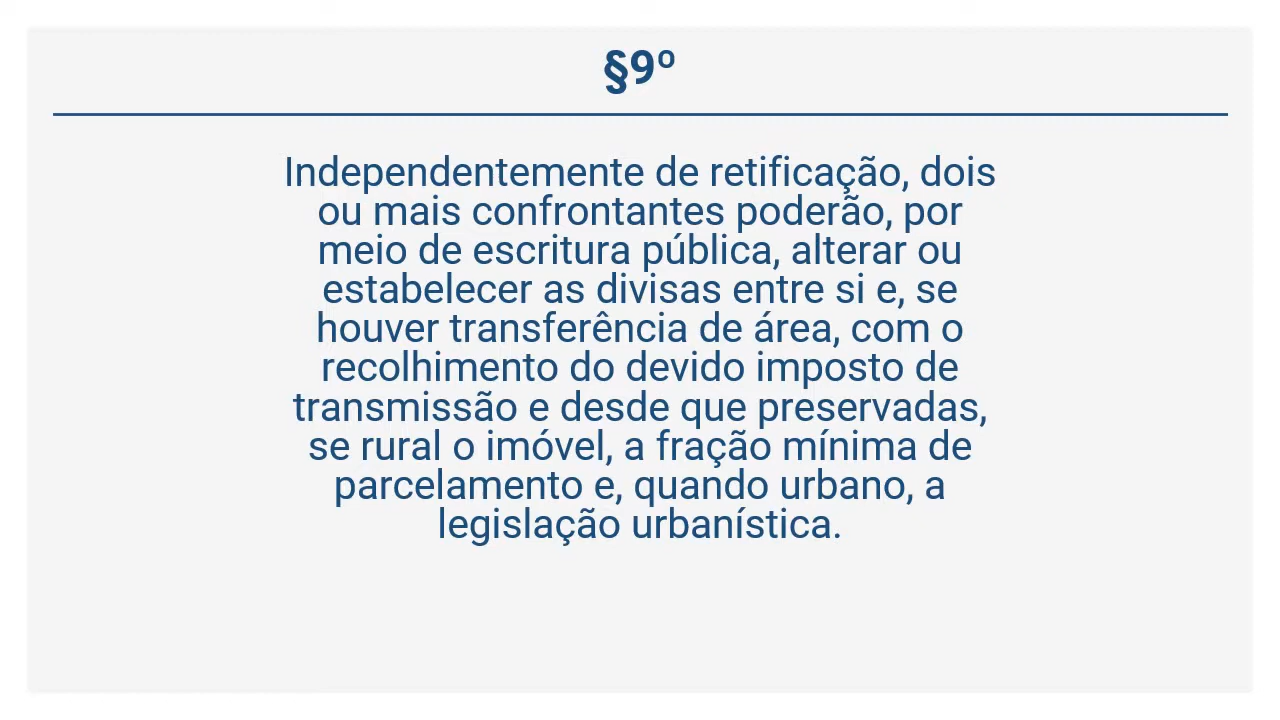 §9º
Independentemente de retificação, dois
ou mais confrontantes poderão, por
meio de escritura pública, alterar ou
estabelecer as divisas entre si e, se
houver transferência de área, com o
recolhimento do devido imposto de
transmissão e desde que preservadas,
se rural o imóvel, a fração mínima de
parcelamento e, quando urbano, a
legislação urbanística.